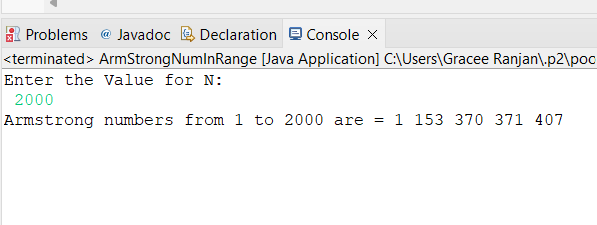 Problems @ Javadoc Declaration Console
<terminated> ArmStrongNumInRange [Java Application] C:\Users\Gracee Ranjan\.p2\poo
Enter the Value for N:
2000
Armstrong numbers from 1 to 2000 are = 1 153 370 371 407